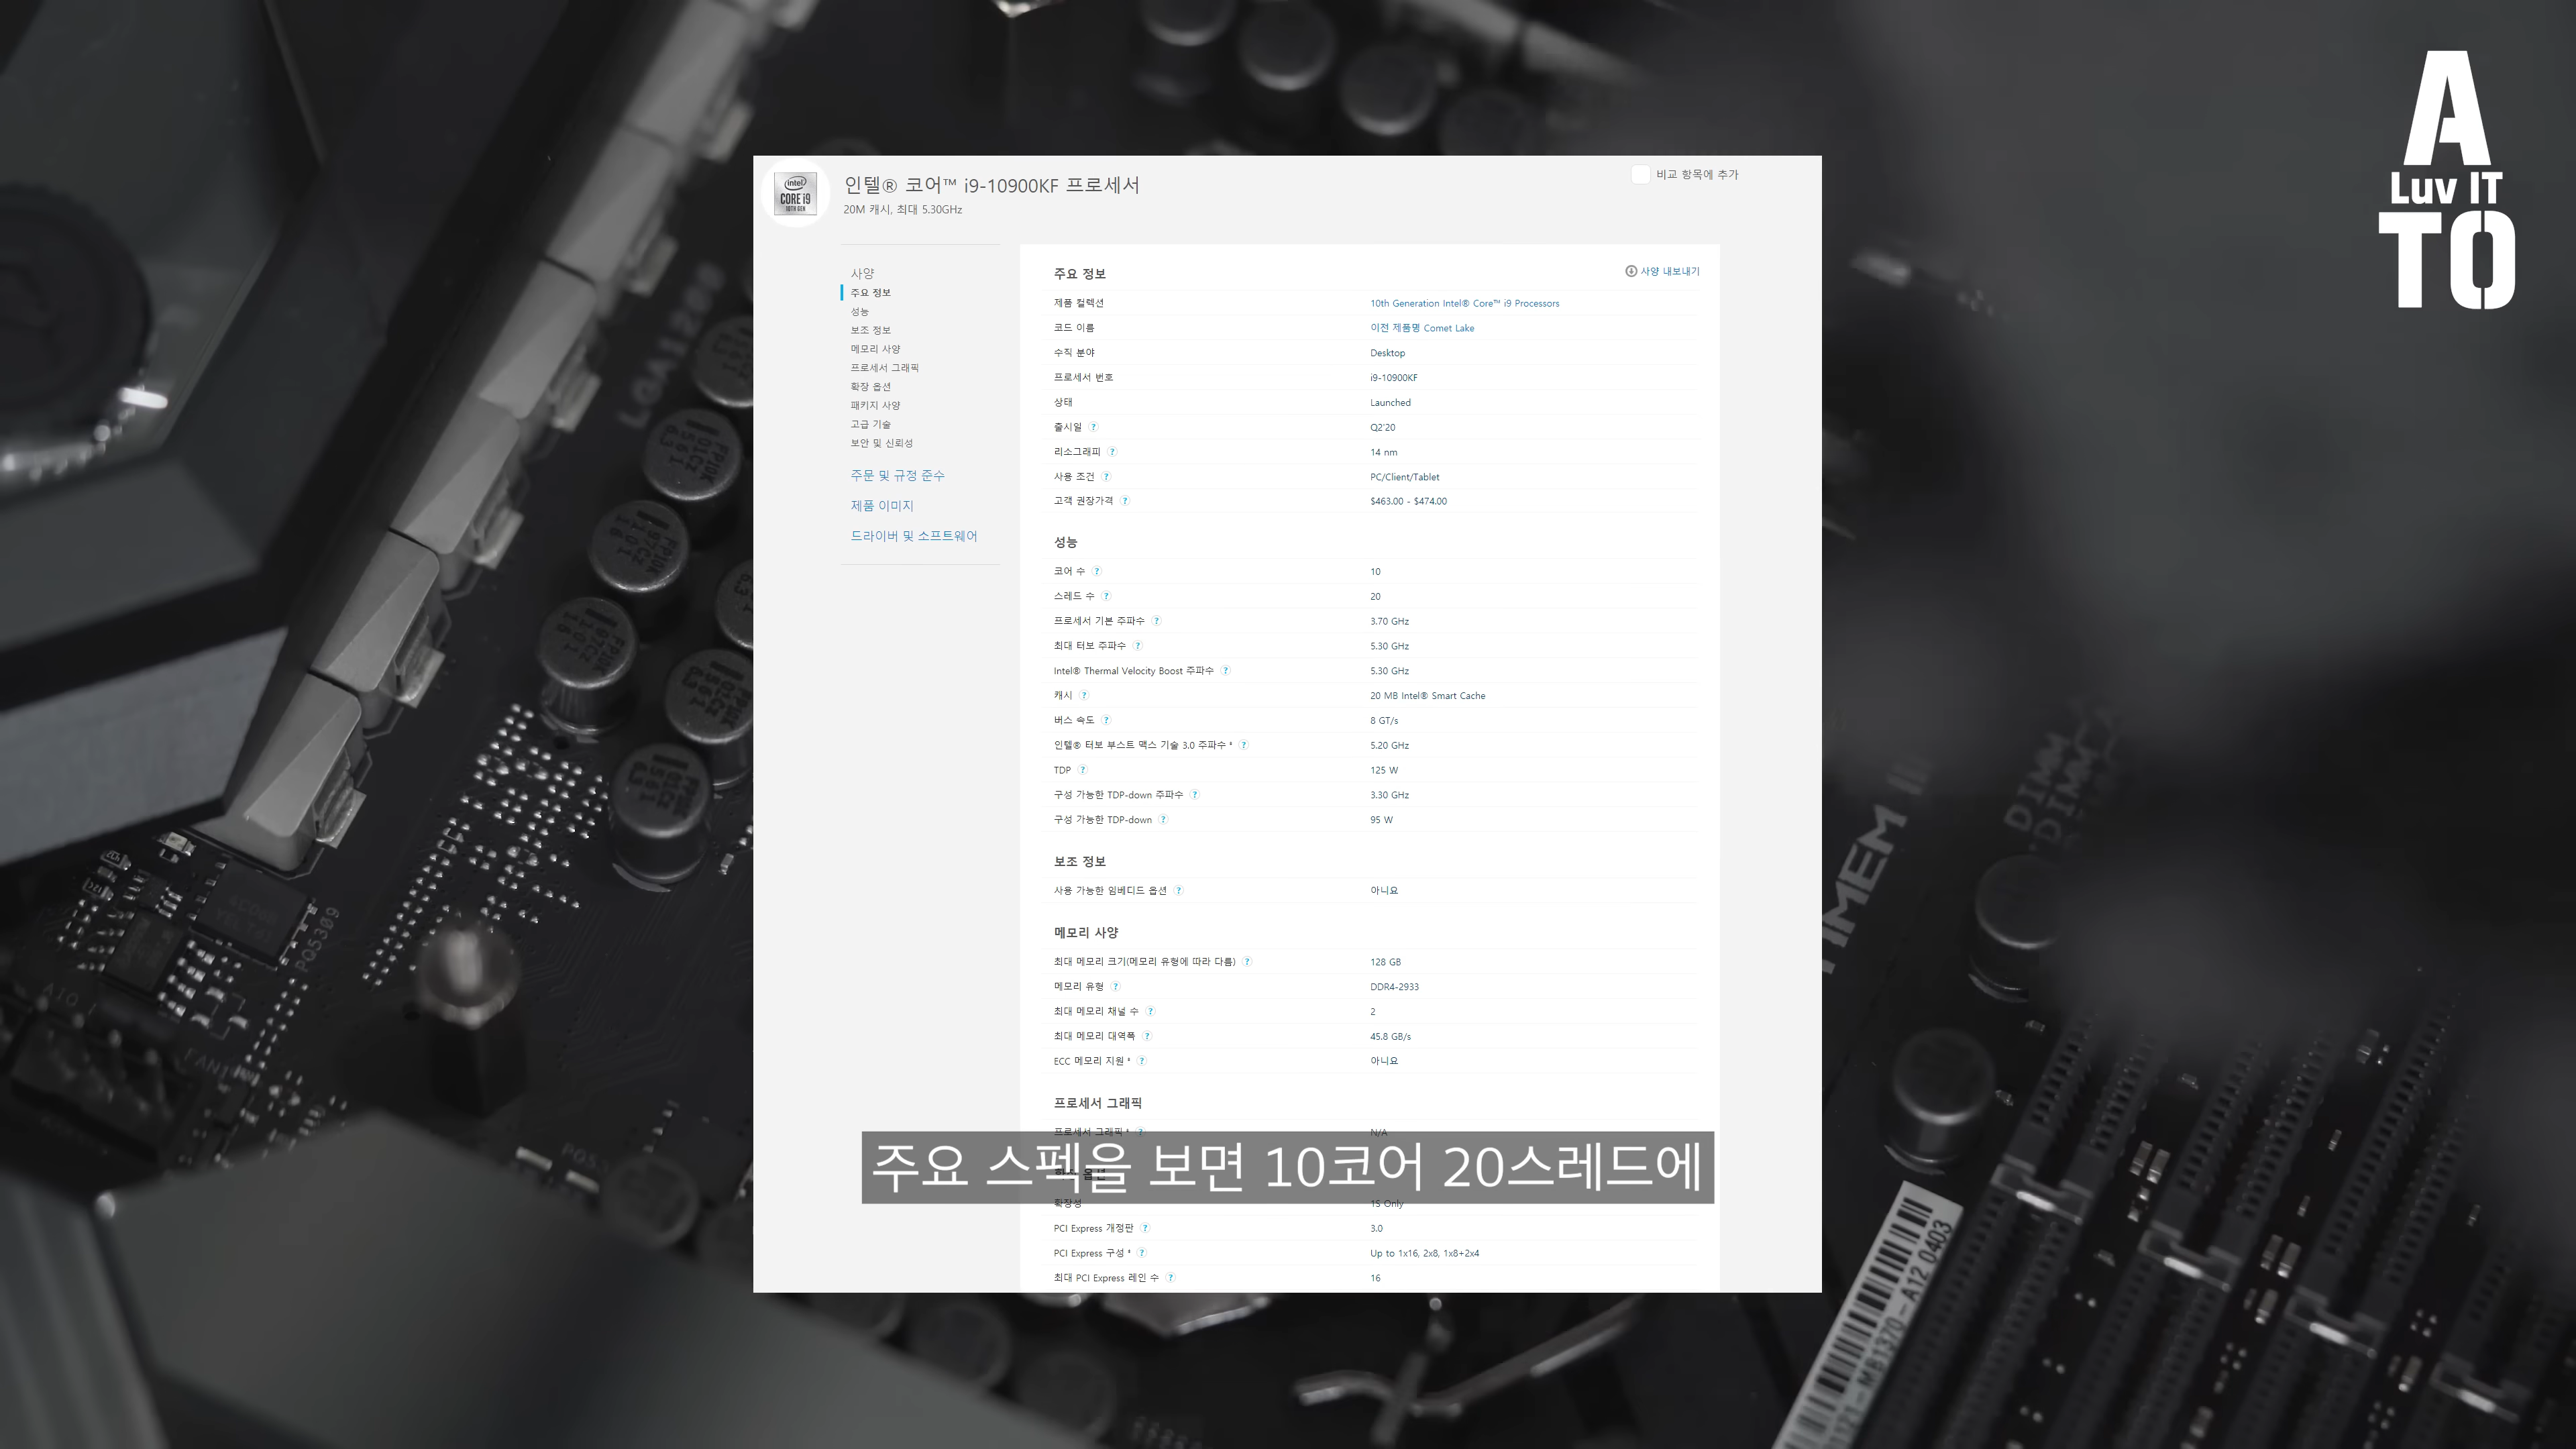 A
Luv IT
TO
intel
CORE i9
10TH GEN
인텔® 코어™ i9-10900KF 프로세서
20M 캐시, 최대 5.30GHz
비교 항목에 추가
사양
주요 정보
성능
보조 정보
메모리 사양
프로세서 그래픽
확장 옵션
패키지 사양
고급 기술
보안 및 신뢰성
주문 및 규정 준수
제품 이미지
드라이버 및 소프트웨어
주요 정보
사양 내보내기
제품 컬렉션 10th Generation Intel® Core™ i9 Processors
코드 이름 이전 제품명 Comet Lake
수직 분야 Desktop
프로세서 번호 i9-10900KF
상태 Launched
출시일 ? Q2'20
리소그래피 ? 14 nm
사용 조건 ? PC/Client/Tablet
고객 권장가격 ? $463.00 - $474.00
성능
코어 수 ? 10
스레드 수 ? 20
프로세서 기본 주파수 ? 3.70 GHz
최대 터보 주파수 ? 5.30 GHz
Intel® Thermal Velocity Boost 주파수 ? 5.30 GHz
캐시 ? 20 MB Intel® Smart Cache
버스 속도 ? 8 GT/s
인텔® 터보 부스트 맥스 기술 3.0 주파수 ‡ ? 5.20 GHz
TDP ? 125 W
구성 가능한 TDP-down 주파수 ? 3.30 GHz
구성 가능한 TDP-down ? 95 W
보조 정보
사용 가능한 임베디드 옵션 ? 아니요
메모리 사양
최대 메모리 크기(메모리 유형에 따라 다름) ? 128 GB
메모리 유형 ? DDR4-2933
최대 메모리 채널 수 ? 2
최대 메모리 대역폭 ? 45.8 GB/s
ECC 메모리 지원 ‡ ? 아니요
프로세서 그래픽
프로세서 그래픽 ‡ ? N/A
주요 스펙을 보면 10코어 20스레드에
확장성 1S Only
PCI Express 개정판 ? 3.0
PCI Express 구성 ‡ ? Up to 1x16, 2x8, 1x8+2x4
최대 PCI Express 레인 수 ? 16
LGA1200
PQ5309
DIMM
DIMM